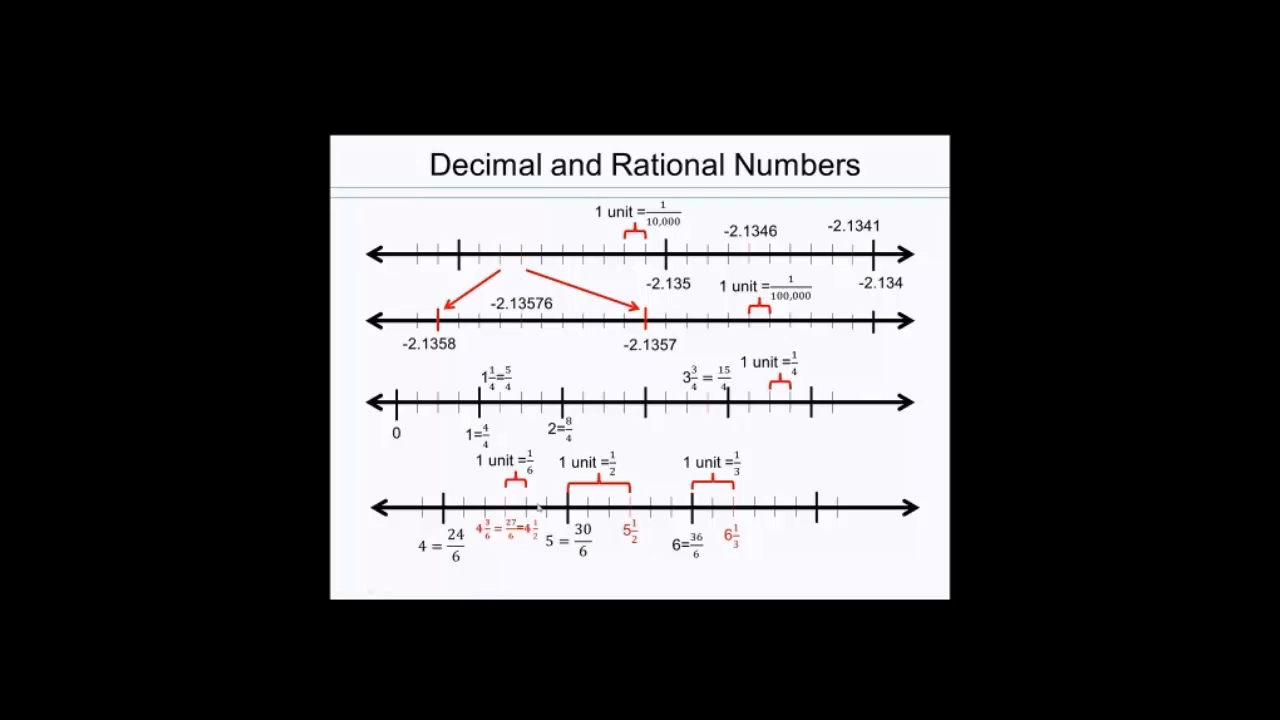 Decimal and Rational Numbers
1 unit =1/10,000
-2.1346
-2.1341
-2.135
-2.134
1 unit =1/100,000
-2.13576
-2.1358
-2.1357
1 unit =1/4
1 1/4=5/4
3 3/4 = 15/4
0
1=4/4
2=8/4
1 unit =1/6
1 unit =1/2
1 unit =1/3
4 = 24/6
4 3/6 = 27/6=4 1/2
5 = 30/6
5 1/2
6=36/6
6 1/3